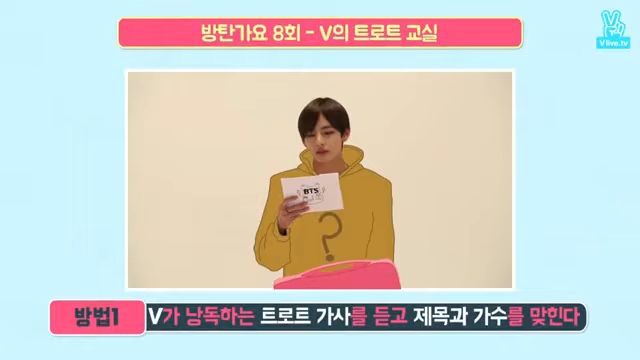 방탄가요 8회 - V의 트로트 교실
V live.tv
BTS
?
방법1
V가 낭독하는 트로트 가사를 듣고 제목과 가수를 맞힌다